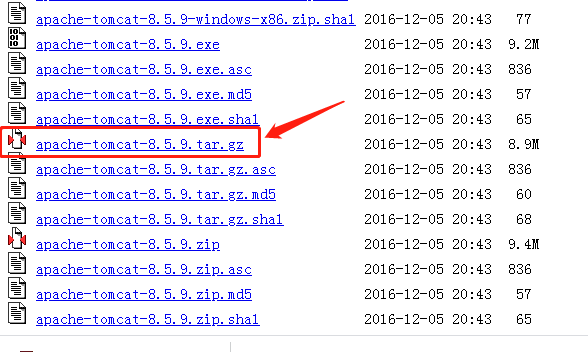 apache-tomcat-8.5.9-windows-x86.zip.sha1 2016-12-05 20:43 77
apache-tomcat-8.5.9.exe 2016-12-05 20:43 9.2M
apache-tomcat-8.5.9.exe.asc 2016-12-05 20:43 836
apache-tomcat-8.5.9.exe.md5 2016-12-05 20:43 57
apache-tomcat-8.5.9.exe.sha1 2016-12-05 20:43 65
apache-tomcat-8.5.9.tar.gz 2016-12-05 20:43 8.9M
apache-tomcat-8.5.9.tar.gz.asc 2016-12-05 20:43 836
apache-tomcat-8.5.9.tar.gz.md5 2016-12-05 20:43 60
apache-tomcat-8.5.9.tar.gz.sha1 2016-12-05 20:43 68
apache-tomcat-8.5.9.zip 2016-12-05 20:43 9.4M
apache-tomcat-8.5.9.zip.asc 2016-12-05 20:43 836
apache-tomcat-8.5.9.zip.md5 2016-12-05 20:43 57
apache-tomcat-8.5.9.zip.sha1 2016-12-05 20:43 65